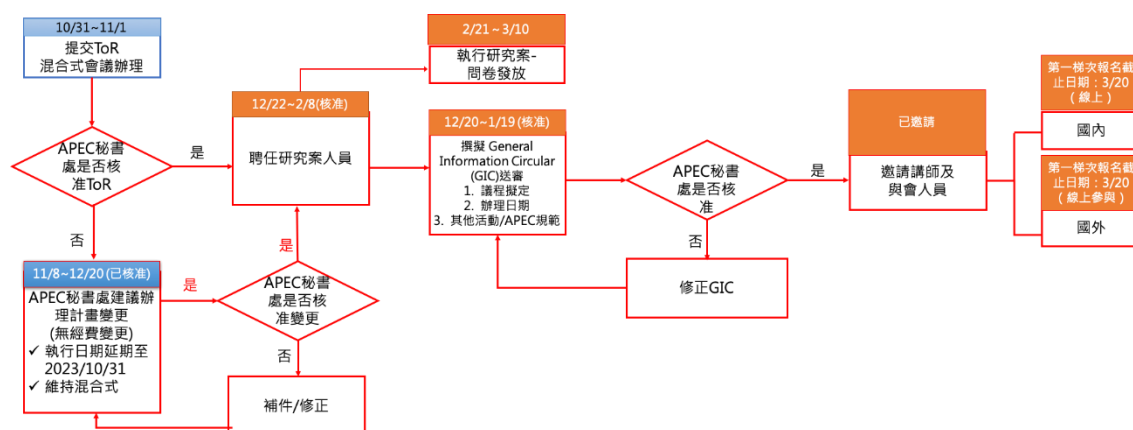 10/31~11/1
提交ToR
混合式會議辦理
APEC秘書
處是否核
准ToR
是
否
11/8~12/20 (已核准)
APEC秘書處建議辦
理計畫變更
(無經費變更)
✓ 執行日期延期至
2023/10/31
✓ 維持混合式
是
APEC秘書
處是否核
准變更
是
否
補件/修正
12/22~2/8(核准)
聘任研究案人員
2/21~3/10
執行研究案-
問卷發放
12/20~1/19 (核准)
撰擬 General
Information Circular
(GIC)送審
1. 議程擬定
2. 辦理日期
3. 其他活動/APEC規範
APEC秘書
處是否核
准
是
否
修正GIC
已邀請
邀請講師及
與會人員
第一梯次報名截
止日期：3/20
（線上）
國內
第一梯次報名截
止日期：3/20
（線上參與）
國外